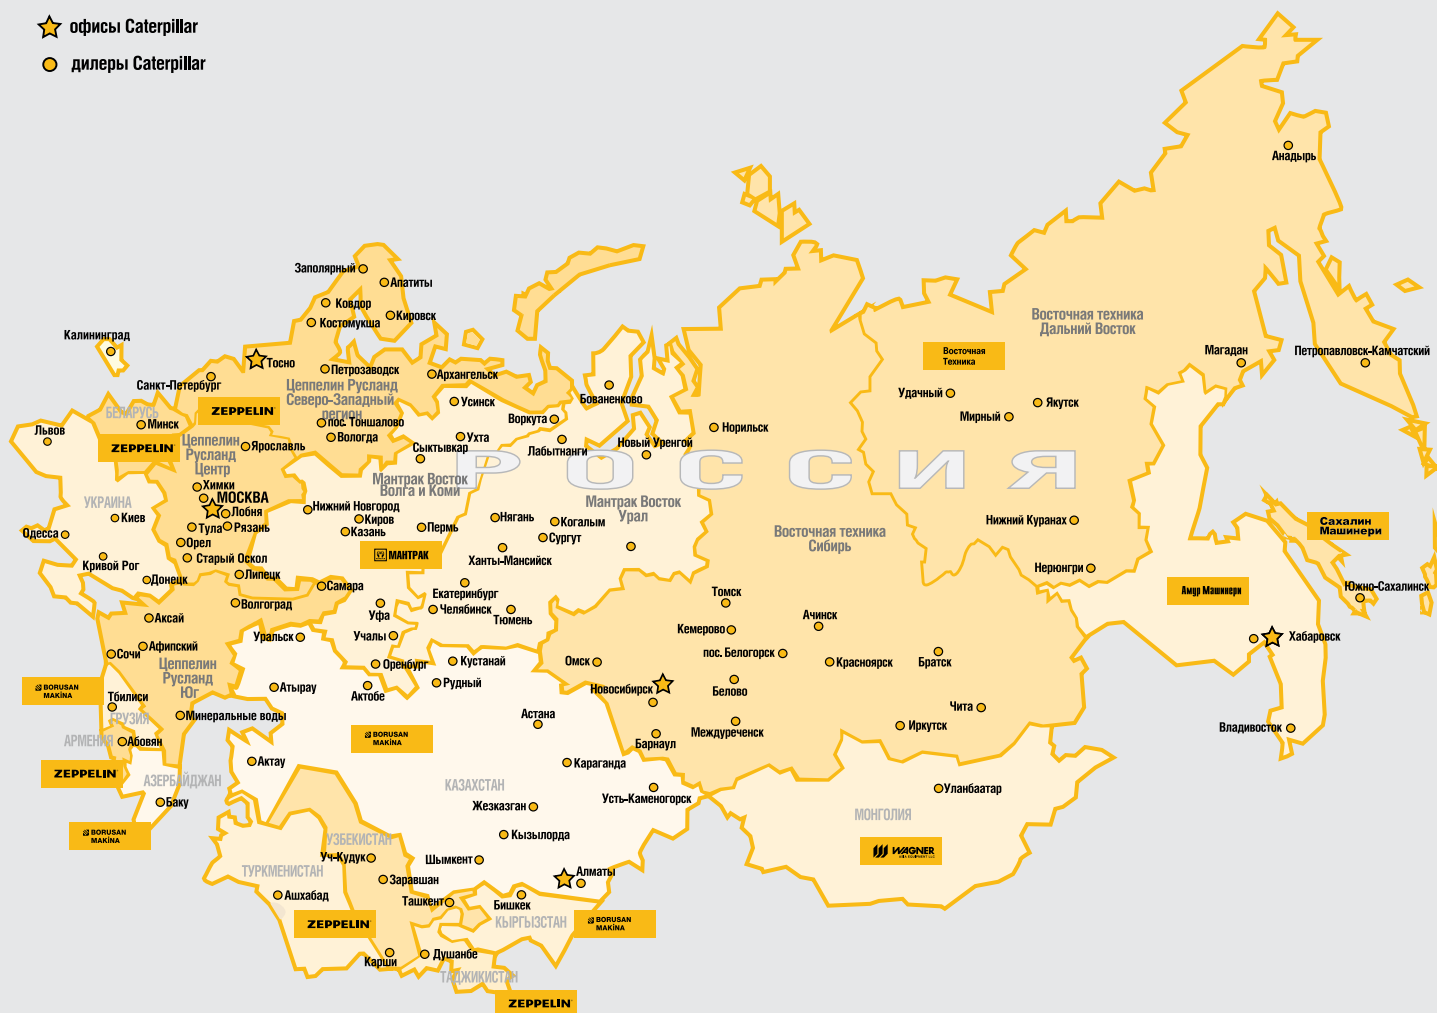 офисы Caterpillar
дилеры Caterpillar
Анадырь
Заполярный
Апатиты
Ковдор
Кировск
Костомукша
Восточная техника
Дальний Восток
Калининград
Тосно
Магадан
Петропавловск-Камчатский
Восточная
Техника
Петрозаводск
Архангельск
Санкт-Петербург
Цеппелин Русланд
Северо-Западный
регион
Удачный
Якутск
Мирный
Бованенково
Усинск
БЕЛАРУСЬ
ZEPPELIN
Минск
пос. Тоншалово
Воркута
Норильск
Львов
Вологда
Ухта
ZEPPELIN
Цеппелин
Русланд
Центр
Ярославль
Сыктывкар
Лабытнанги
Новый Уренгой
РОССИЯ
Мантрак Восток
Волга и Коми
Мантрак Восток
Урал
Химки
МОСКВА
УКРАИНА
Нижний Новгород
Лобня
Киев
Киров
Нягань
Когалым
Нижний Куранах
Сахалин
Машинери
Тула
Рязань
Казань
Пермь
Сургут
Восточная техника
Сибирь
Одесса
Орел
МАНТРАК
Ханты-Мансийск
Кривой Рог
Старый Оскол
Нерюнгри
Донецк
Липецк
Самара
Екатеринбург
Томск
Амур Машинери
Южно-Сахалинск
Волгоград
Уфа
Челябинск
Тюмень
Аксай
Ачинск
Кемерово
Уральск
Учалы
Хабаровск
Афипский
Сочи
пос. Белогорск
Цеппелин
Русланд
Юг
Оренбург
Кустанай
Омск
Красноярск
Братск
BORUSAN
MAKİNA
Атырау
Рудный
Новосибирск
Белово
Тбилиси
Актобе
Чита
ГРУЗИЯ
Минеральные воды
Астана
Междуреченск
Иркутск
Владивосток
АРМЕНИЯ
Абовян
BORUSAN
MAKİNA
Барнаул
Актау
Караганда
ZEPPELIN
АЗЕРБАЙДЖАН
КАЗАХСТАН
Уланбаатар
Баку
Жезказган
Усть-Каменогорск
МОНГОЛИЯ
BORUSAN
MAKİNA
УЗБЕКИСТАН
Кызылорда
WAGNER
ASIA EQUIPMENT LLC
Уч-Кудук
Шымкент
ТУРКМЕНИСТАН
Заравшан
Алматы
Ашхабад
Ташкент
Бишкек
ZEPPELIN
КЫРГЫЗСТАН
BORUSAN
MAKİNA
Карши
Душанбе
ТАДЖИКИСТАН
ZEPPELIN